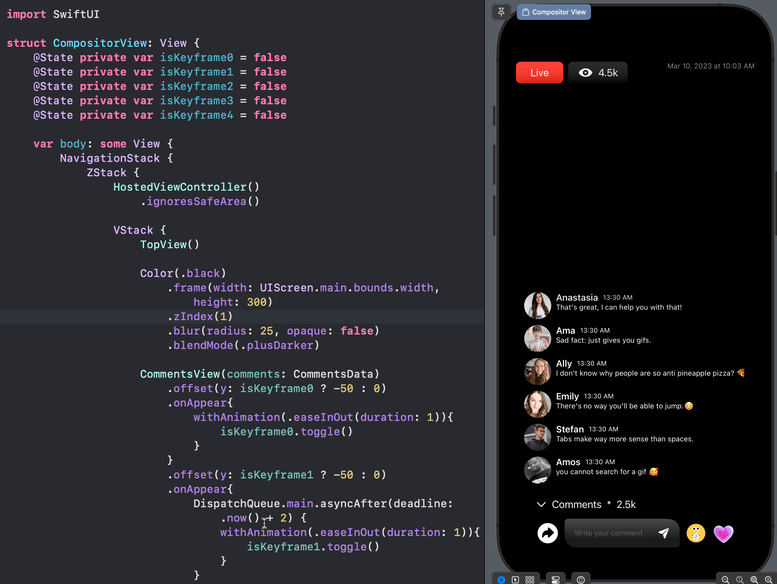 import SwiftUI
struct CompositorView: View {
@State private var isKeyframe0 = false
@State private var isKeyframe1 = false
@State private var isKeyframe2 = false
@State private var isKeyframe3 = false
@State private var isKeyframe4 = false
var body: some View {
NavigationStack {
ZStack {
HostedViewController()
.ignoresSafeArea()
VStack {
TopView()
Color(.black)
.frame(width: UIScreen.main.bounds.width,
height: 300)
.zIndex(1)
.blur(radius: 25, opaque: false)
.blendMode(.plusDarker)
CommentsView(comments: CommentsData)
.offset(y: isKeyframe0 ? -50 : 0)
.onAppear{
withAnimation(.easeInOut(duration: 1)){
isKeyframe0.toggle()
}
}
.offset(y: isKeyframe1 ? -50 : 0)
.onAppear{
DispatchQueue.main.asyncAfter(deadline:
.now() + 2) {
withAnimation(.easeInOut(duration: 1)){
isKeyframe1.toggle()
}
}
Compositor View
Live
4.5k
Mar 10, 2023 at 10:03 AM
Anastasia 13:30 AM
That's great, I can help you with that!
Ama 13:30 AM
Sad fact: just gives you gifs.
Ally 13:30 AM
I don't know why people are so anti pineapple pizza? 🍕
Emily 13:30 AM
There's no way you'll be able to jump.😂
Stefan 13:30 AM
Tabs make way more sense than spaces.
Amos 13:30 AM
you cannot search for a gif 🥰
Comments * 2.5k
Write your comment